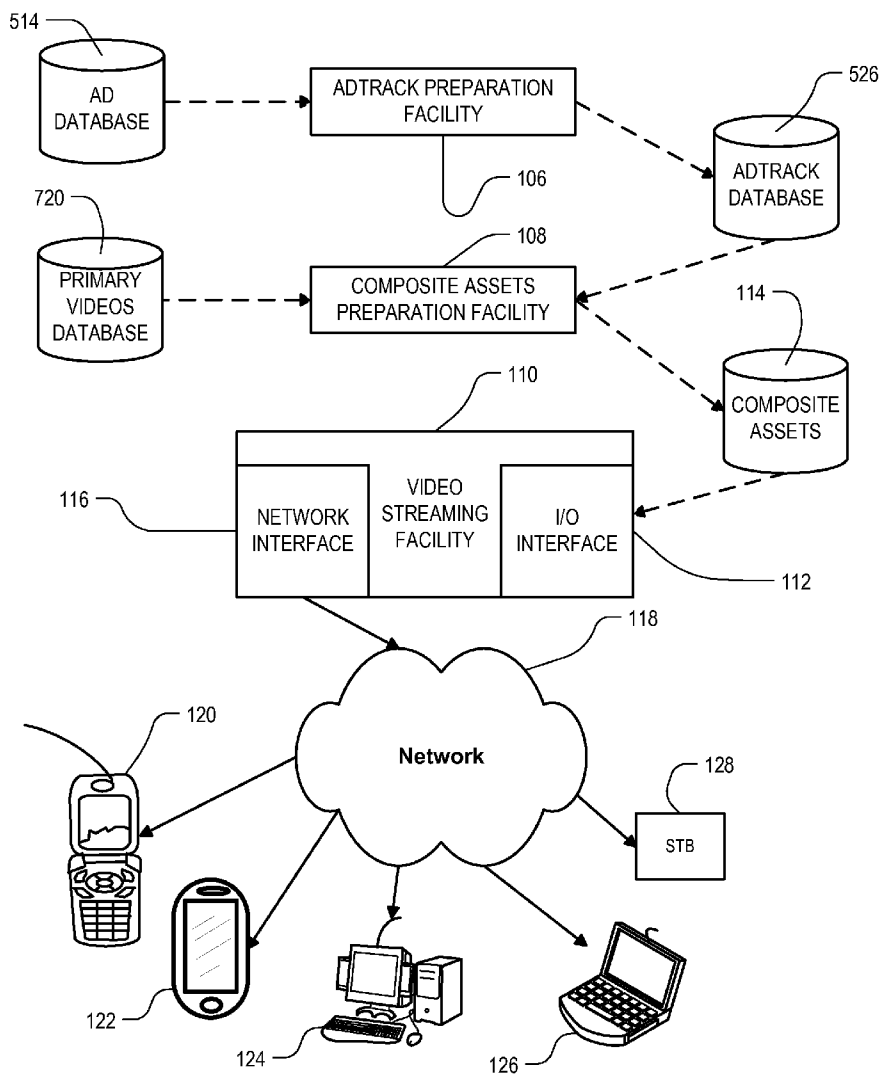 514
AD
DATABASE
ADTRACK PREPARATION
FACILITY
526
ADTRACK
DATABASE
106
720
PRIMARY
VIDEOS
DATABASE
108
COMPOSITE ASSETS
PREPARATION FACILITY
114
COMPOSITE
ASSETS
110
116
NETWORK
INTERFACE
VIDEO
STREAMING
FACILITY
I/O
INTERFACE
112
118
Network
120
128
STB
122
124
126